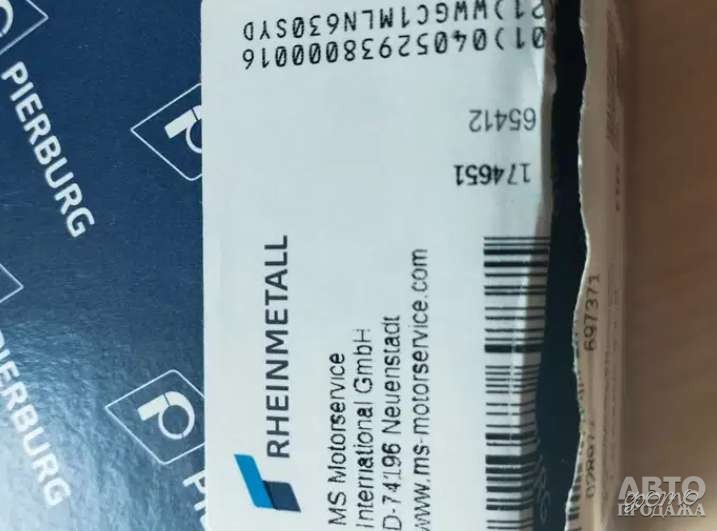 PIERBURG
PIERBURG
RHEINMETALL
MS Motorservice
International GmbH
D-74196 Neuenstadt
www.ms-motorservice.com
174651
65412
01)04052938000016
21)WWGC1MLN630SYD
697371
АВТО
ПРОДАЖА